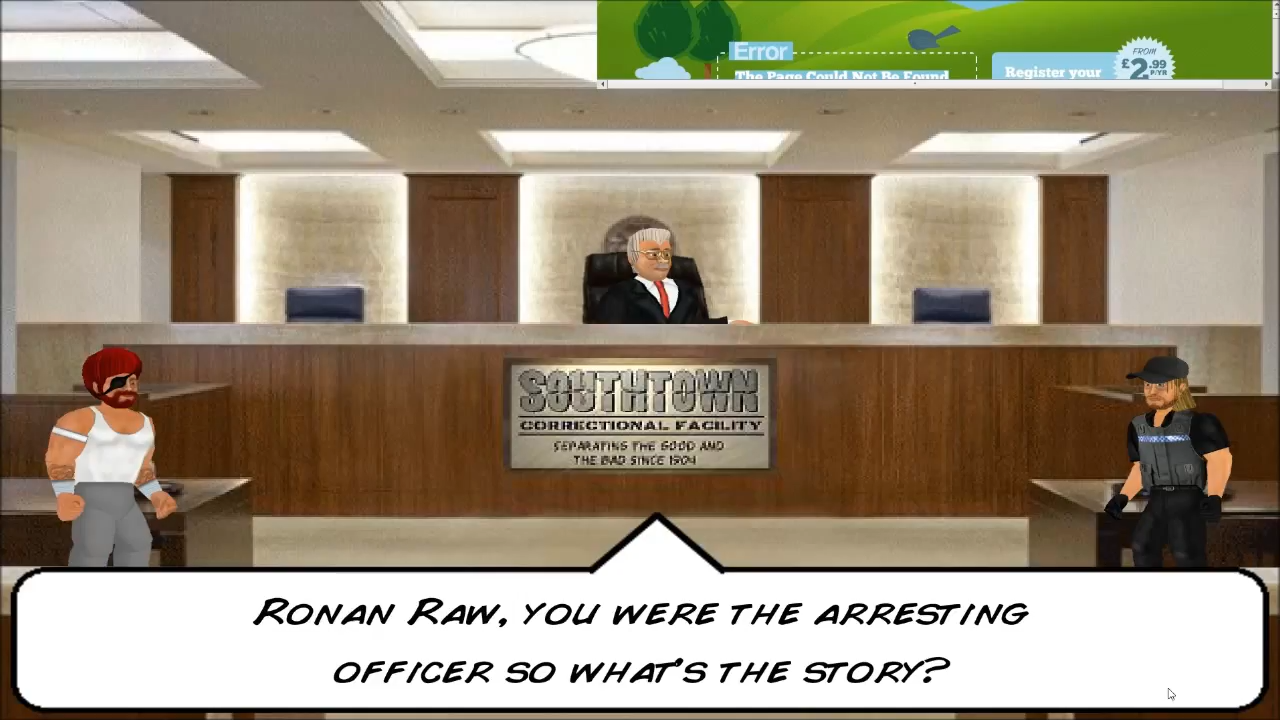 Error
The Page Could Not Be Found
Register your
FROM
£2.99
P/YR
SOUTHTOWN
CORRECTIONAL FACILITY
SEPARATING THE GOOD AND
THE BAD SINCE 1904
RONAN RAW, YOU WERE THE ARRESTING
OFFICER SO WHAT'S THE STORY?